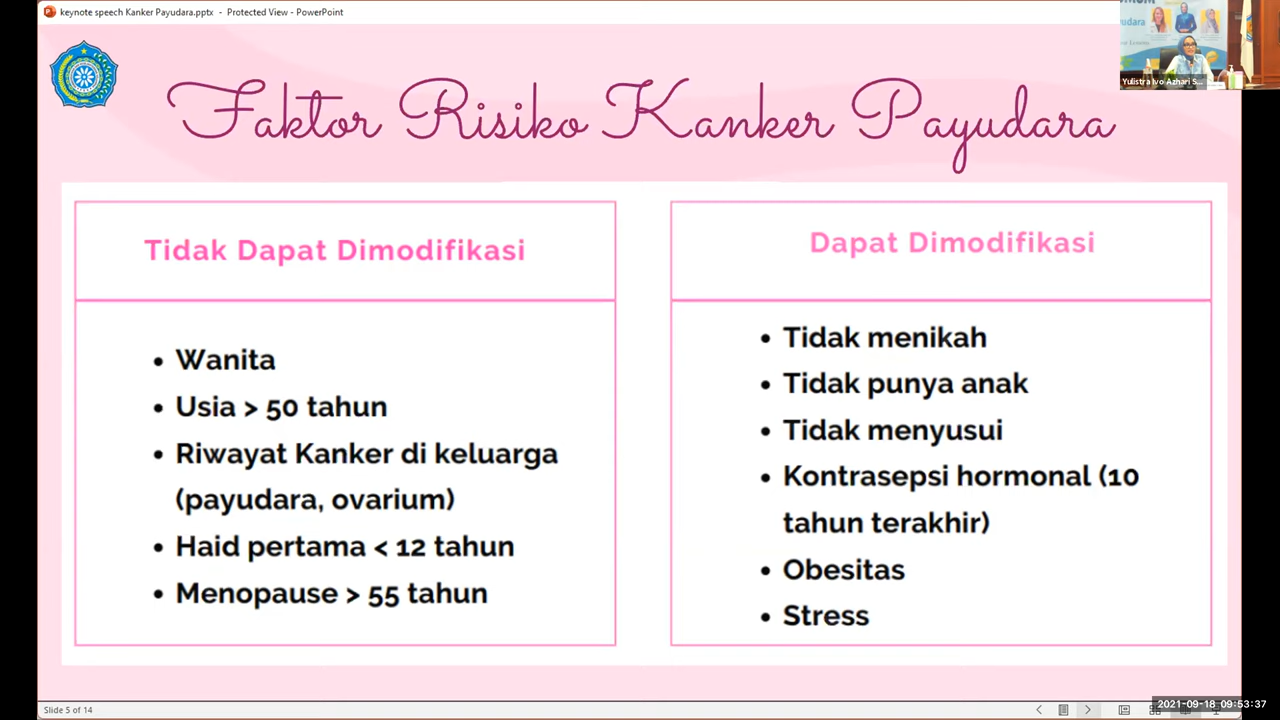 keynote speech Kanker Payudara.pptx - Protected View - PowerPoint
Faktor Risiko Kanker Payudara
Tidak Dapat Dimodifikasi
• Wanita
• Usia > 50 tahun
• Riwayat Kanker di keluarga
(payudara, ovarium)
• Haid pertama < 12 tahun
• Menopause > 55 tahun
Dapat Dimodifikasi
• Tidak menikah
• Tidak punya anak
• Tidak menyusui
• Kontrasepsi hormonal (10
tahun terakhir)
• Obesitas
• Stress
Yulistra Ivo Azhari S...
Slide 5 of 14
2021-09-18 09:53:37